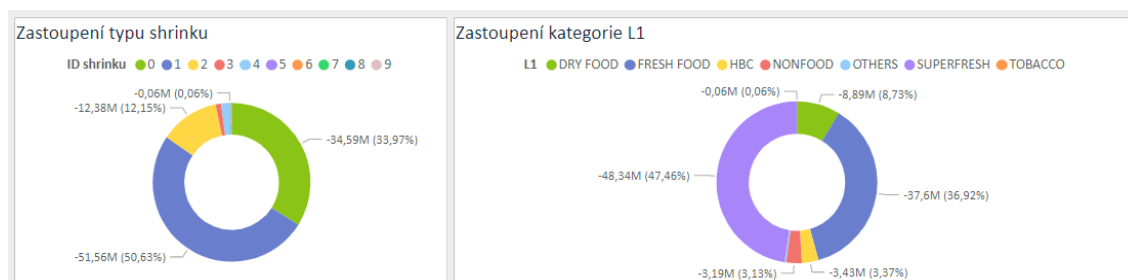 Zastoupení typu shrinku
ID shrinku 0 1 2 3 4 5 6 7 8 9
-0,06M (0,06%)
-12,38M (12,15%)
-34,59M (33,97%)
-51,56M (50,63%)
Zastoupení kategorie L1
L1 DRY FOOD FRESH FOOD HBC NONFOOD OTHERS SUPERFRESH TOBACCO
-0,06M (0,06%)
-8,89M (8,73%)
-48,34M (47,46%)
-37,6M (36,92%)
-3,19M (3,13%)
-3,43M (3,37%)